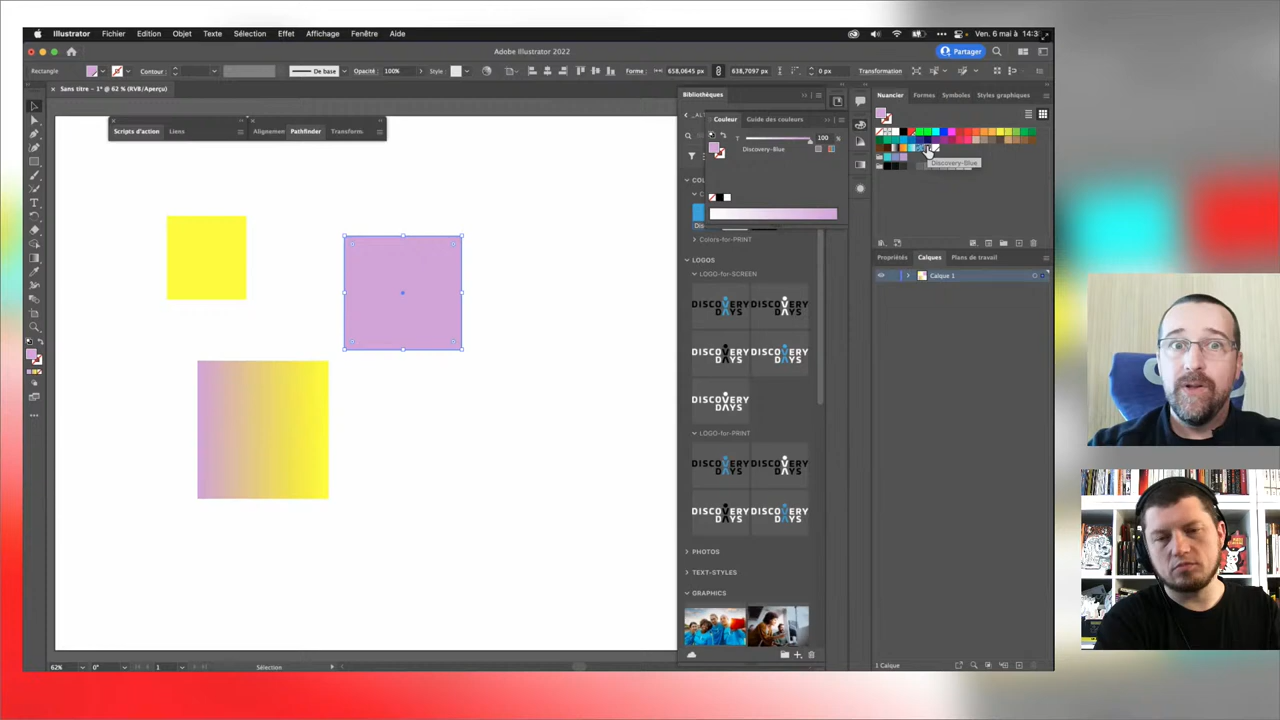 Illustrator Fichier Edition Objet Texte Sélection Effet Affichage Fenêtre Aide
Ven. 6 mai à 14:3
Adobe Illustrator 2022
Partager
Rectangle
Contour :
De base
Opacité : 100%
Style :
Forme :
658,0645 px
638,7097 px
0 px
Transformation
Sans titre - 1* @ 62 % (RVB/Aperçu)
Scripts d'action Liens
Alignemen Pathfinder Transform.
Bibliothèques
Couleur Guide des couleurs
T
100 %
Discovery-Blue
COL
C
Dis
Colors-for-PRINT
LOGOS
LOGO-for-SCREEN
DISCOVERY DAYS
DISCOVERY DAYS
DISCOVERY DAYS
DISCOVERY DAYS
DISCOVERY DAYS
LOGO-for-PRINT
DISCOVERY DAYS
DISCOVERY DAYS
DISCOVERY DAYS
DISCOVERY DAYS
PHOTOS
TEXT-STYLES
GRAPHICS
Nuancier Formes Symboles Styles graphiques
Discovery-Blue
Propriétés Calques Plans de travail
Calque 1
1 Calque
62% 0° 1 Sélection